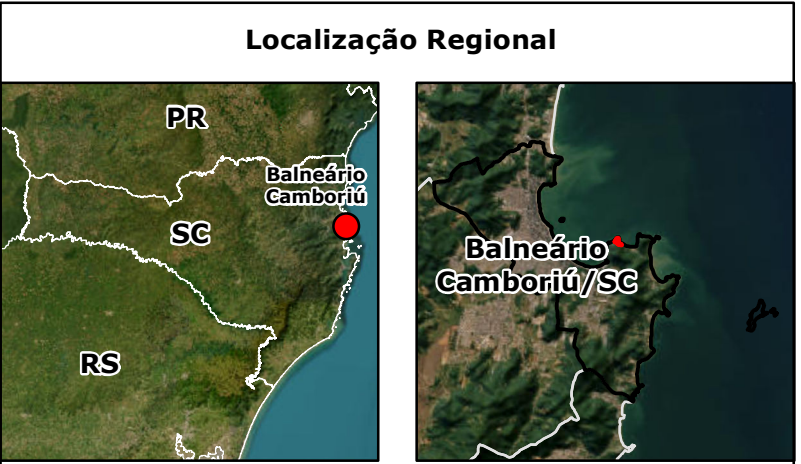 Localização Regional
PR
Balneário
Camboriú
SC
RS
Balneário
Camboriú/SC